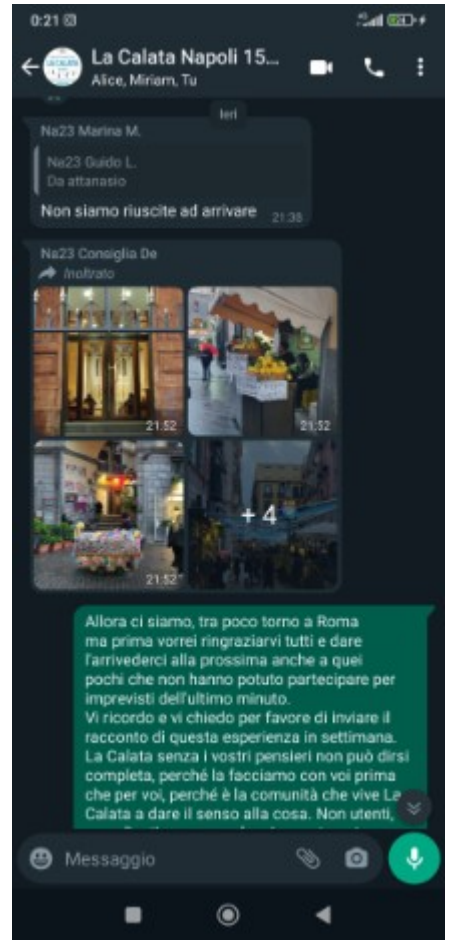 0:21
La Calata Napoli 15...
Alice, Miriam, Tu
Ieri
Na23 Marina M.
Na23 Guido L.
Da attanasio
Non siamo riuscite ad arrivare 21:38
Na23 Consiglia De
Inoltrato
21:52
21:52
21:52
+ 4
Allora ci siamo, tra poco torno a Roma
ma prima vorrei ringraziarvi tutti e dare
l'arrivederci alla prossima anche a quei
pochi che non hanno potuto partecipare per
imprevisti dell'ultimo minuto.
Vi ricordo e vi chiedo per favore di inviare il
racconto di questa esperienza in settimana.
La Calata senza i vostri pensieri non può dirsi
completa, perché la facciamo con voi prima
che per voi, perché è la comunità che vive La
Calata a dare il senso alla cosa. Non utenti,
Messaggio